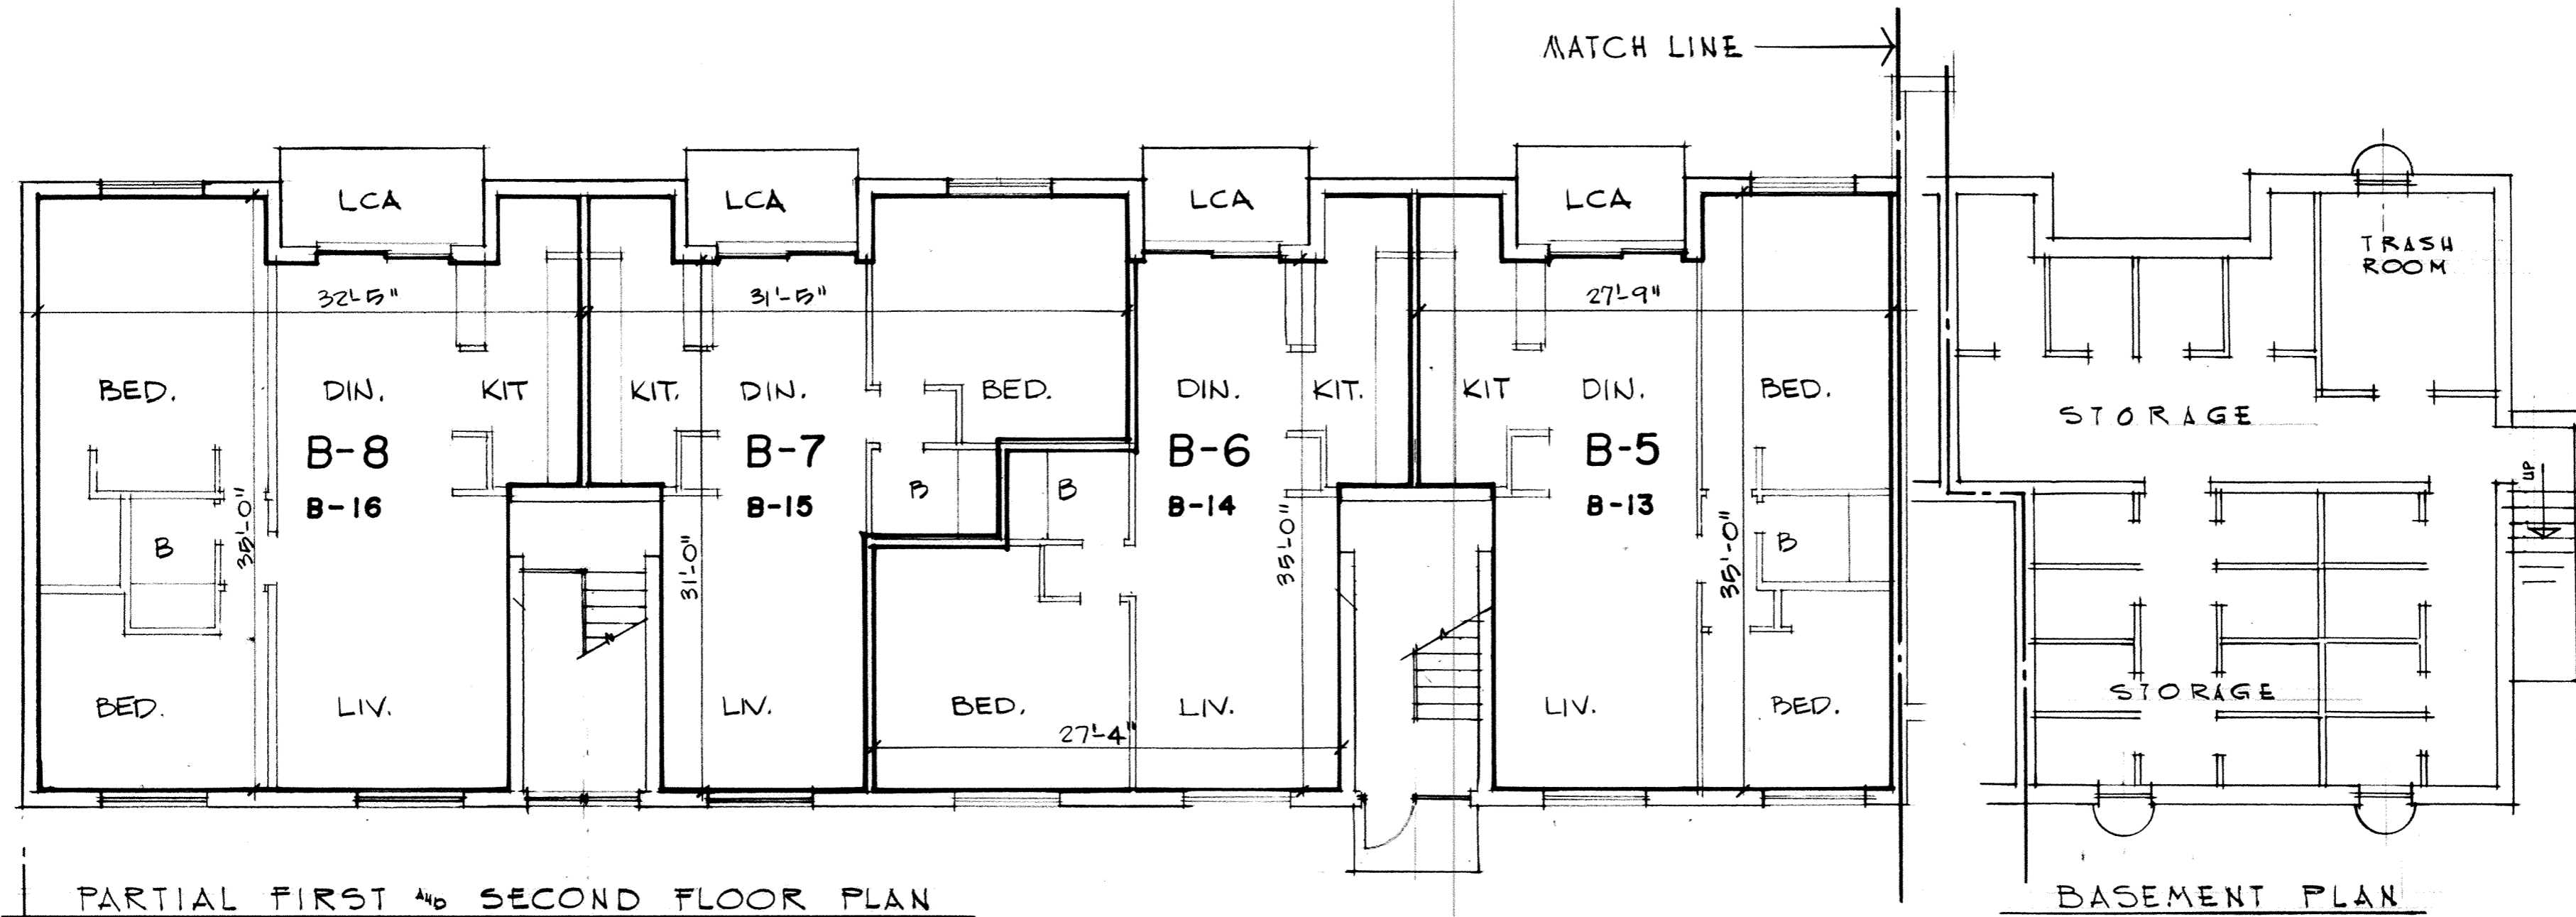 MATCH LINE
LCA
LCA
LCA
LCA
TRASH
ROOM
32'-5"
31'-5"
27'-9"
BED.
DIN.
KIT
KIT.
DIN.
BED.
DIN.
KIT.
KIT
DIN.
BED.
STORAGE
B-8
B-7
B-6
B-5
UP
B
B
B-16
B-15
B-14
B-13
35'-0"
31'-0"
35'-0"
35'-0"
B
B
BED.
LIV.
LIV.
BED.
LIV.
LIV.
BED.
STORAGE
27'-4"
PARTIAL FIRST AND SECOND FLOOR PLAN
BASEMENT PLAN